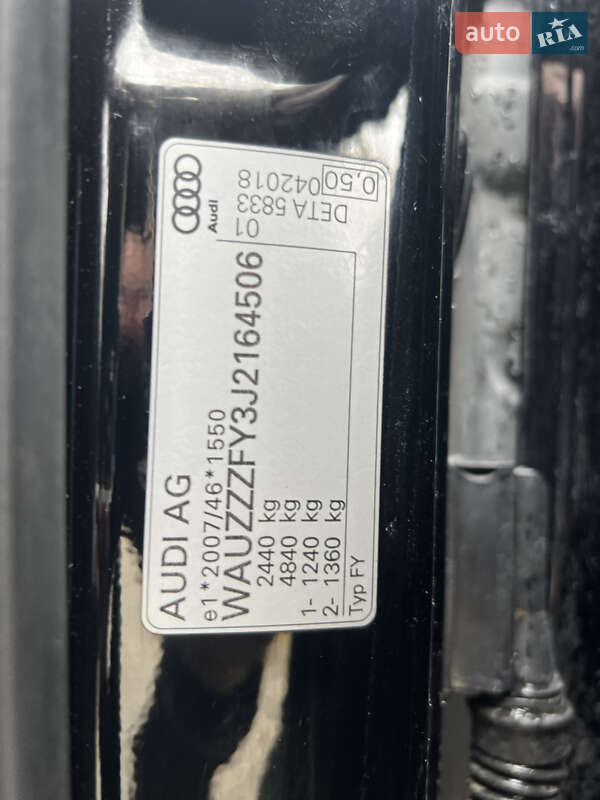 AUDI AG
e1*2007/46*1550
WAUZZZFY3J2164506
2440 kg
4840 kg
1- 1240 kg
2- 1360 kg
Typ FY
Audi
01
DETA 5833
042018
0,50
auto RIA
.com